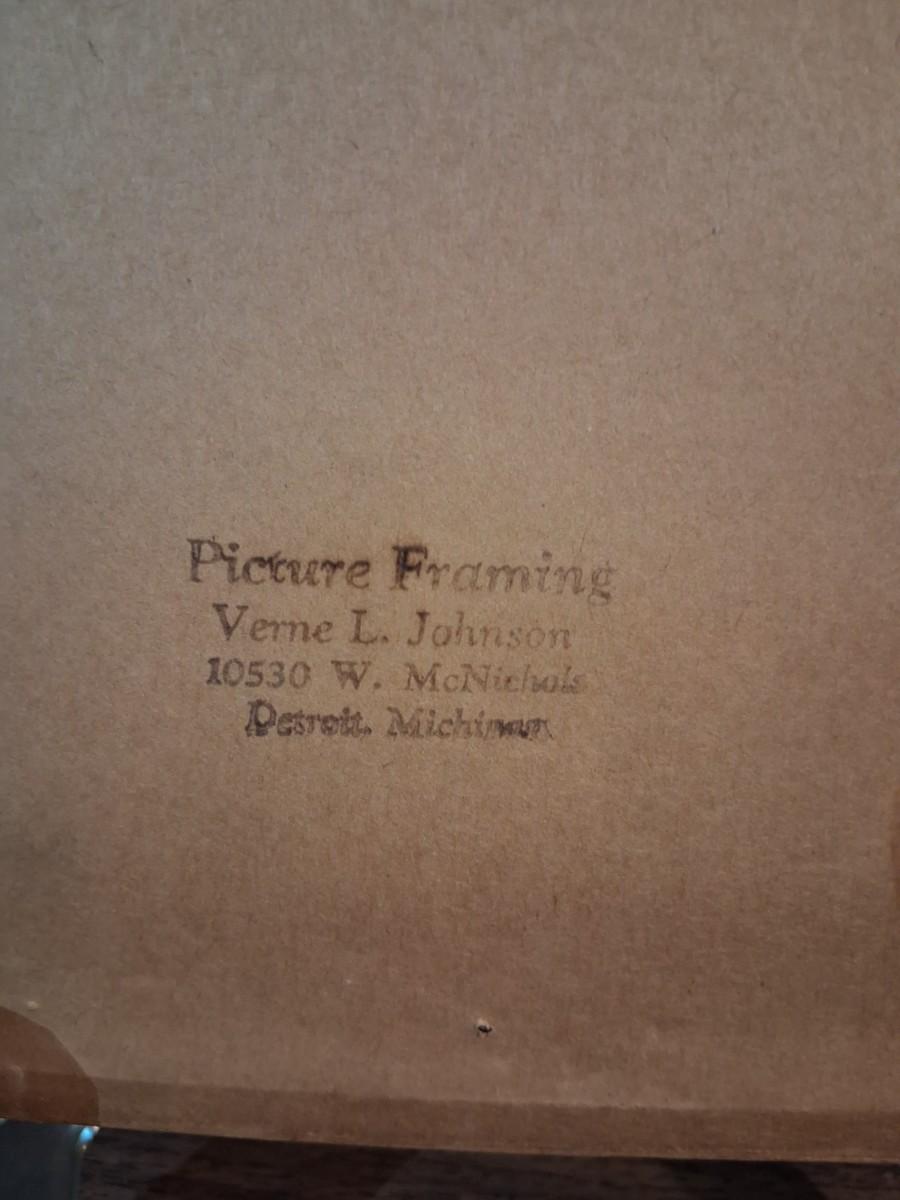 Picture Framing
Verne L. Johnson
10530 W. McNichols
Detroit, Michigan